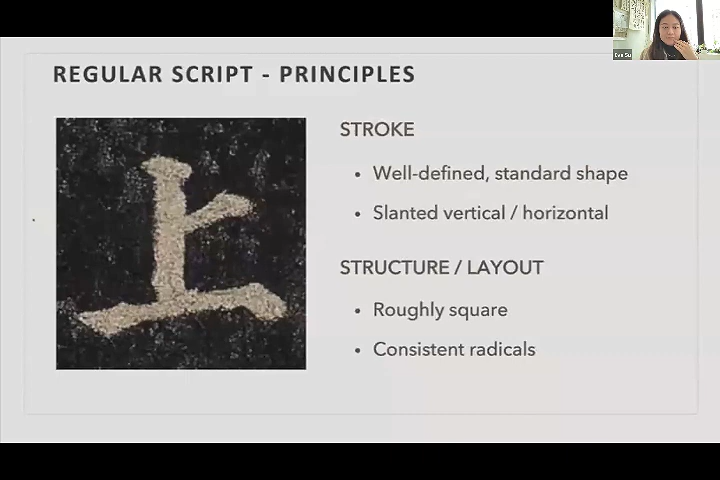 REGULAR SCRIPT - PRINCIPLES
上
STROKE
• Well-defined, standard shape
• Slanted vertical / horizontal
STRUCTURE / LAYOUT
• Roughly square
• Consistent radicals